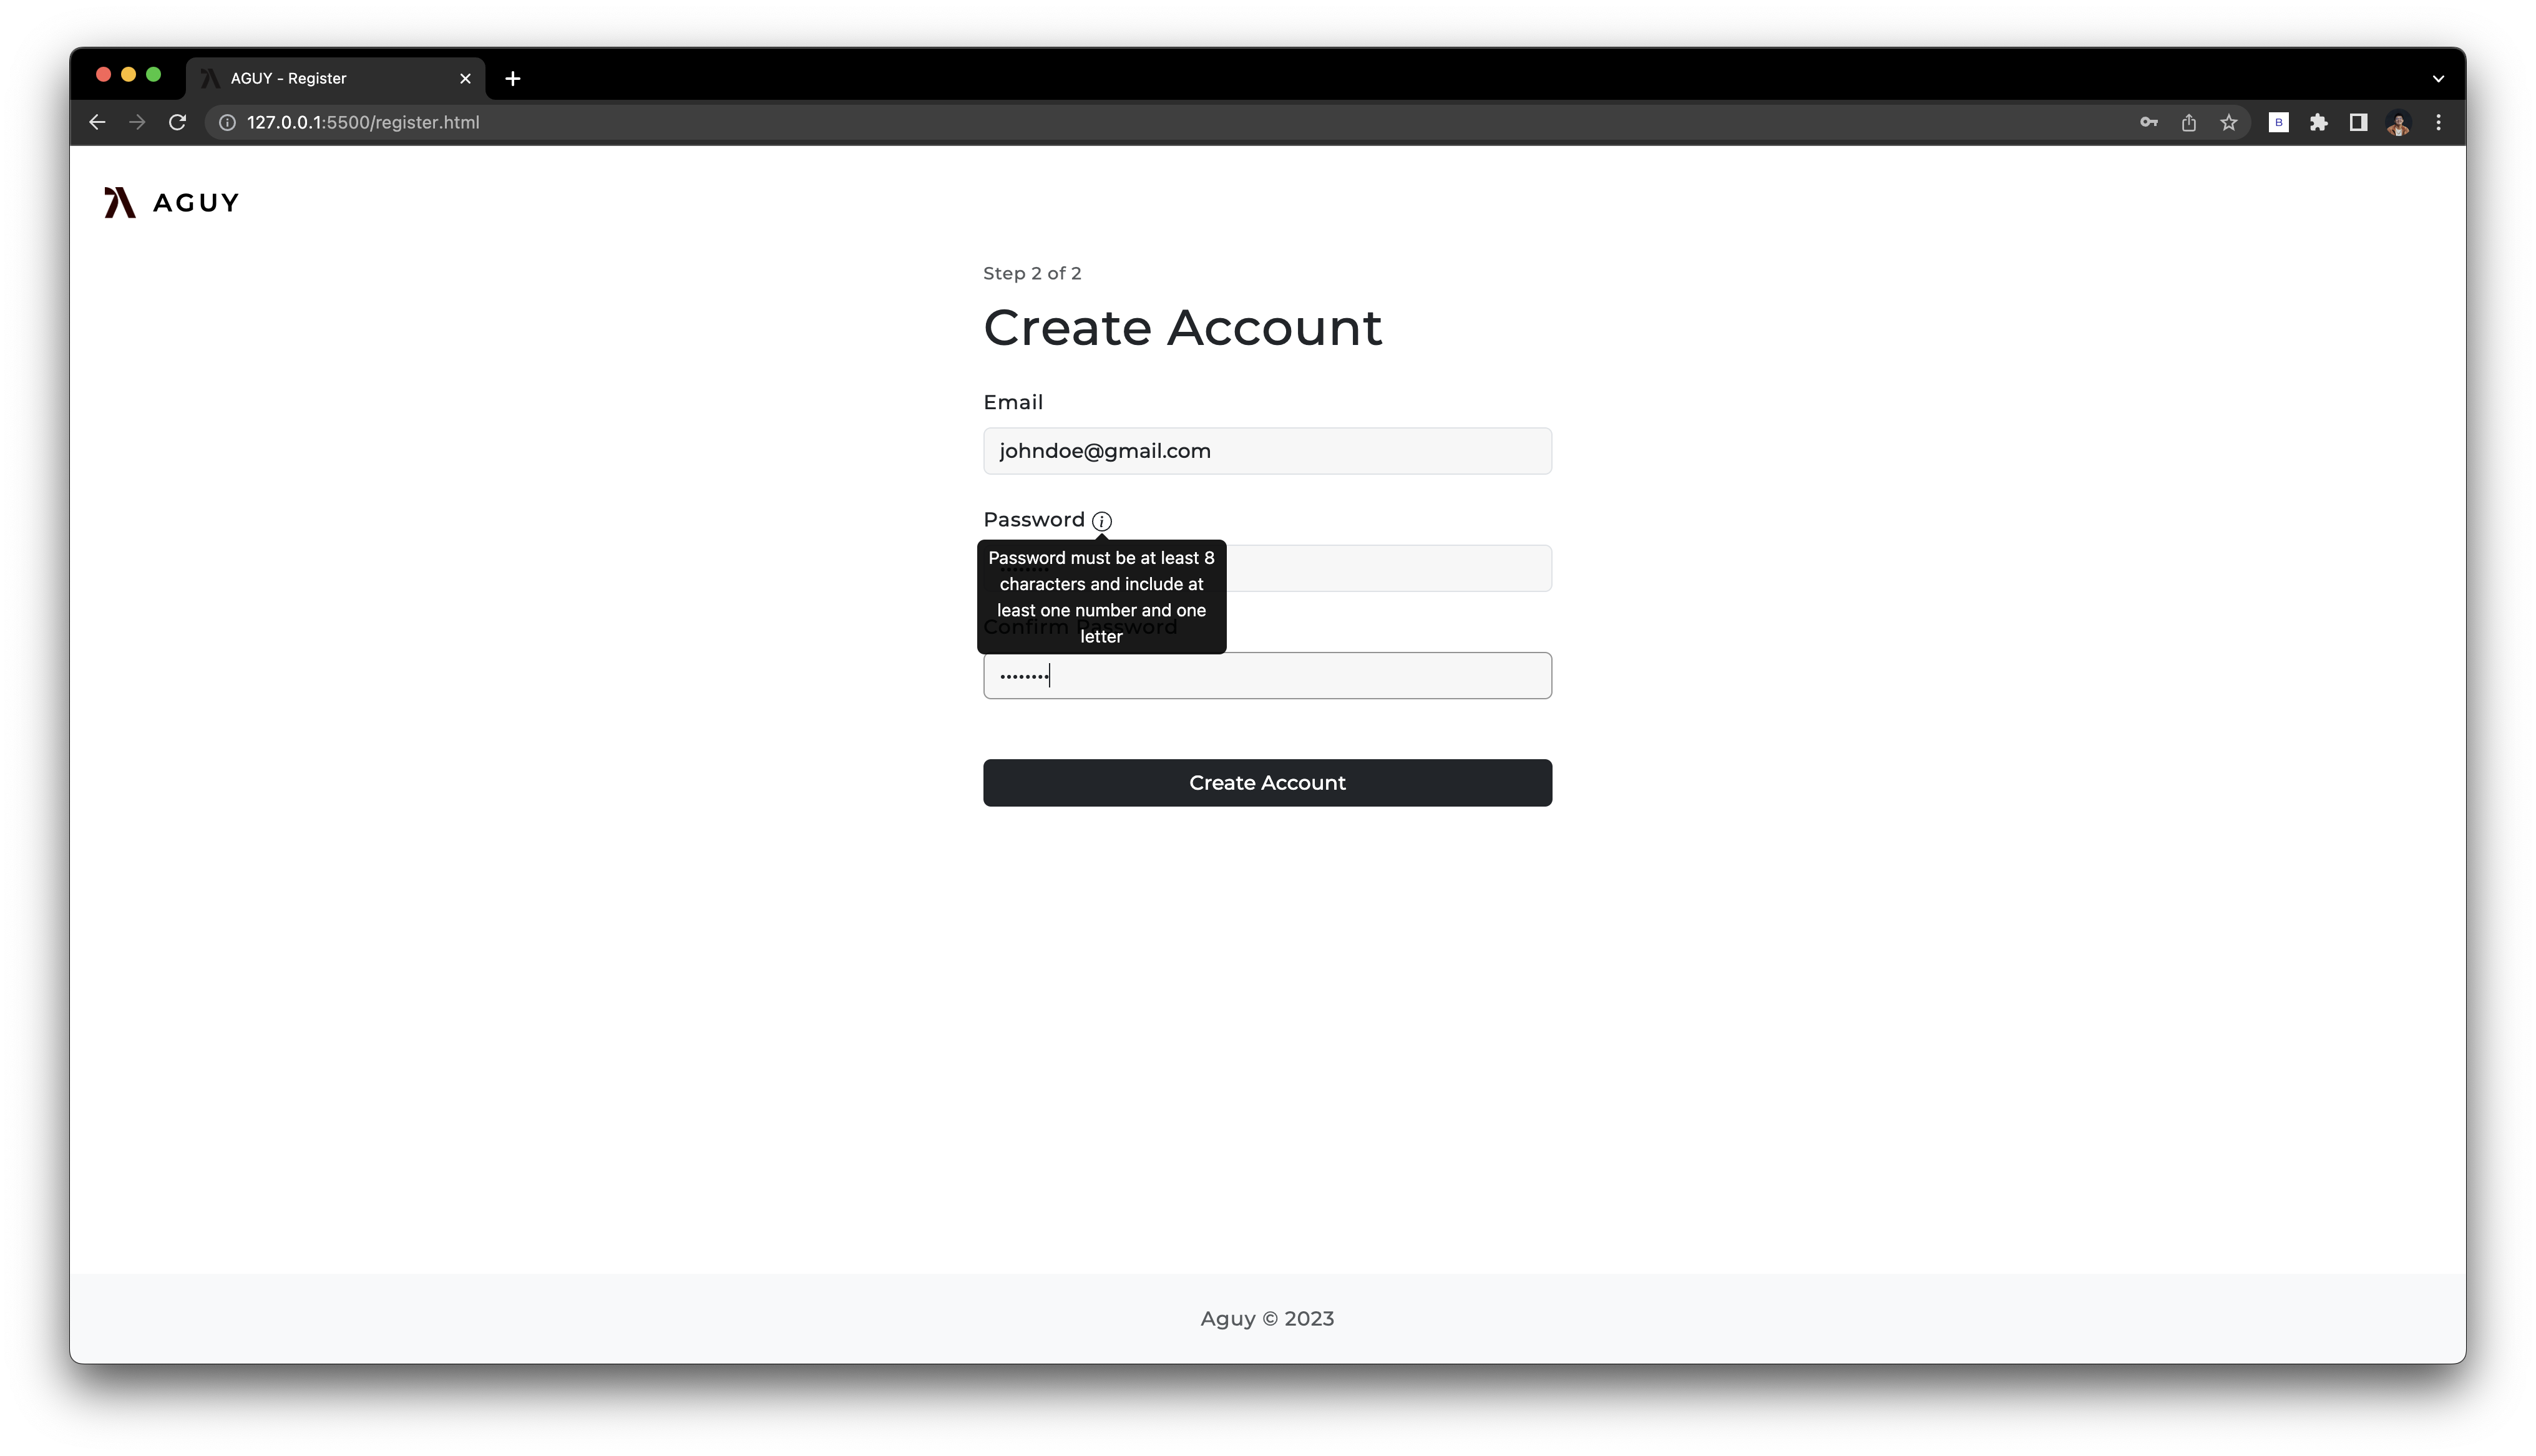 AGUY - Register
127.0.0.1:5500/register.html
B
AGUY
Step 2 of 2
Create Account
Email
johndoe@gmail.com
Password
Password must be at least 8
characters and include at
least one number and one
letter
Confirm Password
••••••••
Create Account
Aguy © 2023